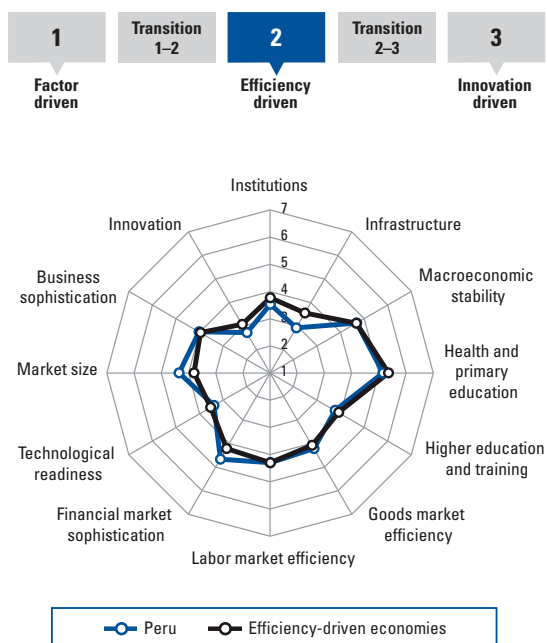 1
Transition
1–2
2
Transition
2–3
3
Factor
driven
Efficiency
driven
Innovation
driven
Institutions
7
6
5
4
3
2
1
Infrastructure
Macroeconomic
stability
Health and
primary
education
Higher education
and training
Goods market
efficiency
Labor market efficiency
Financial market
sophistication
Technological
readiness
Market size
Business
sophistication
Innovation
Peru
Efficiency-driven economies